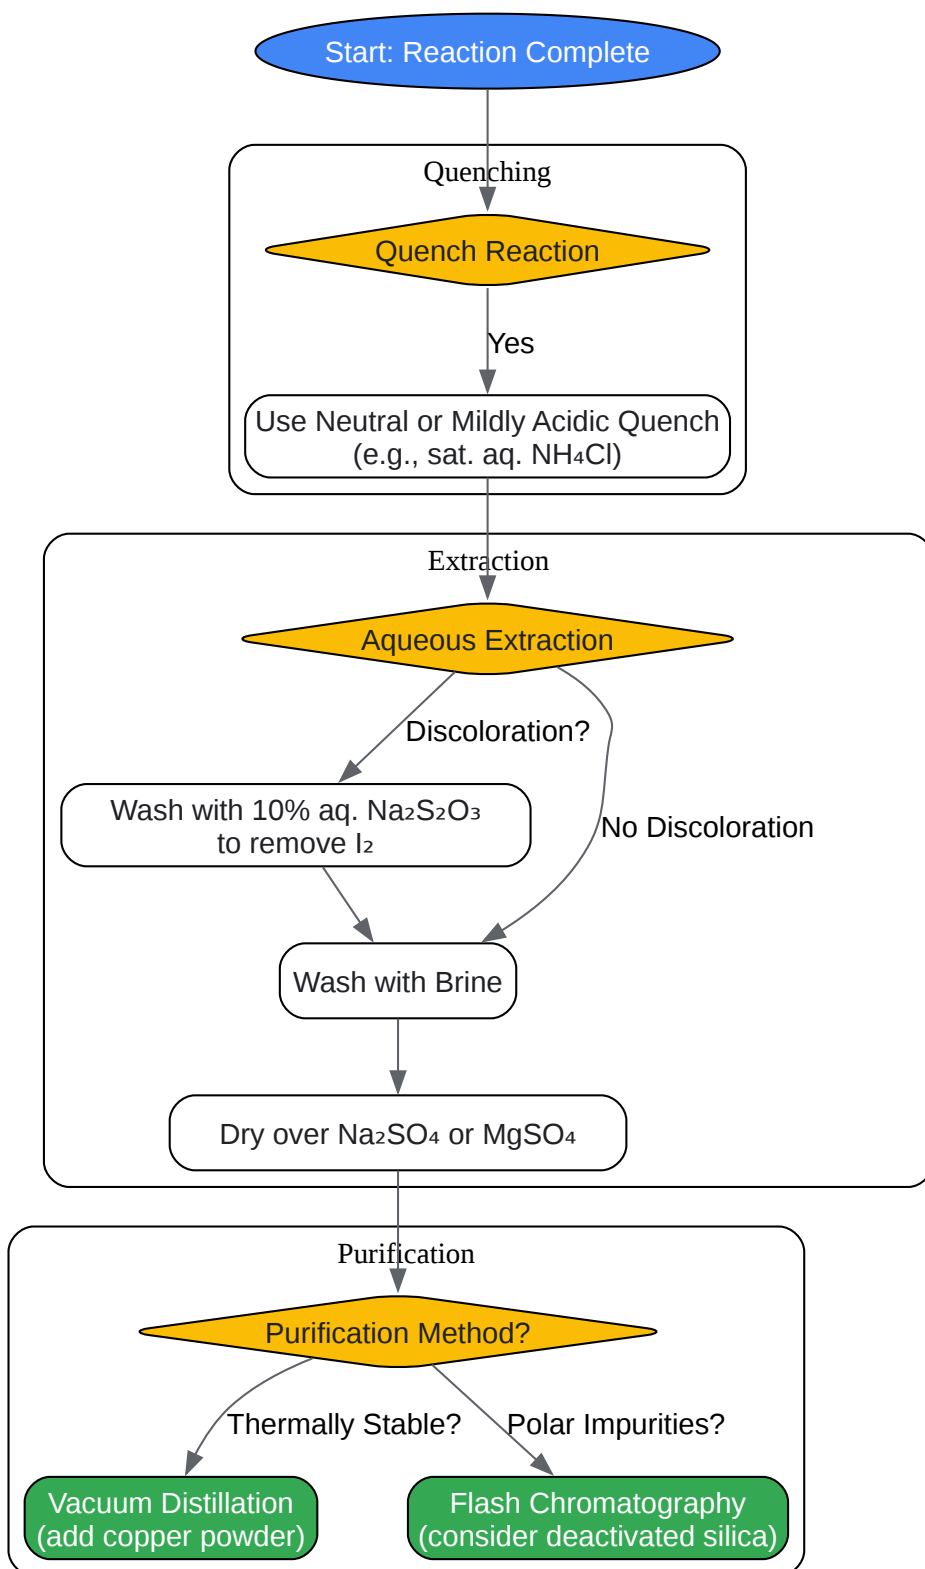 Start: Reaction Complete
Quenching
Quench Reaction
Yes
Use Neutral or Mildly Acidic Quench
(e.g., sat. aq. NH₄Cl)
Extraction
Aqueous Extraction
Discoloration?
Wash with 10% aq. Na₂S₂O₃
to remove I₂
No Discoloration
Wash with Brine
Dry over Na₂SO₄ or MgSO₄
Purification
Purification Method?
Thermally Stable?
Polar Impurities?
Vacuum Distillation
(add copper powder)
Flash Chromatography
(consider deactivated silica)